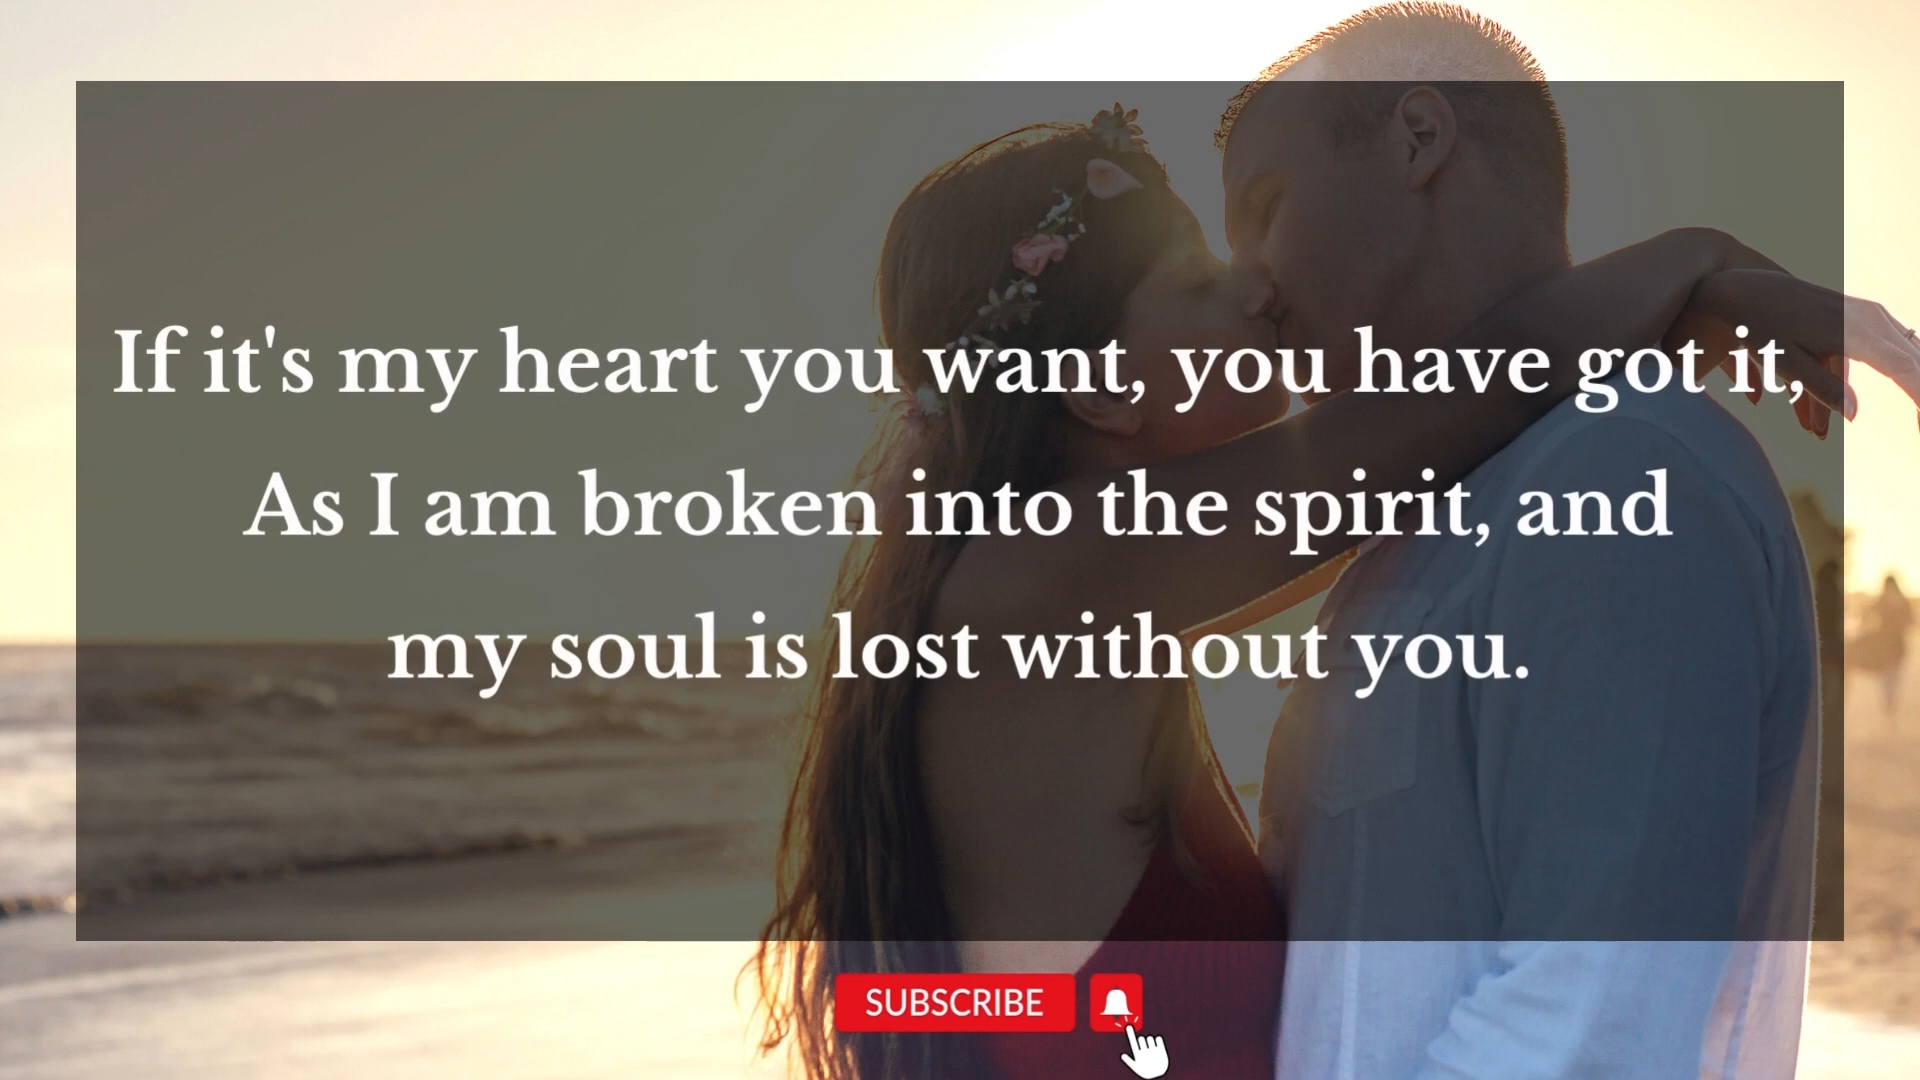 If it's my heart you want, you have got it,
As I am broken into the spirit, and
my soul is lost without you.
SUBSCRIBE